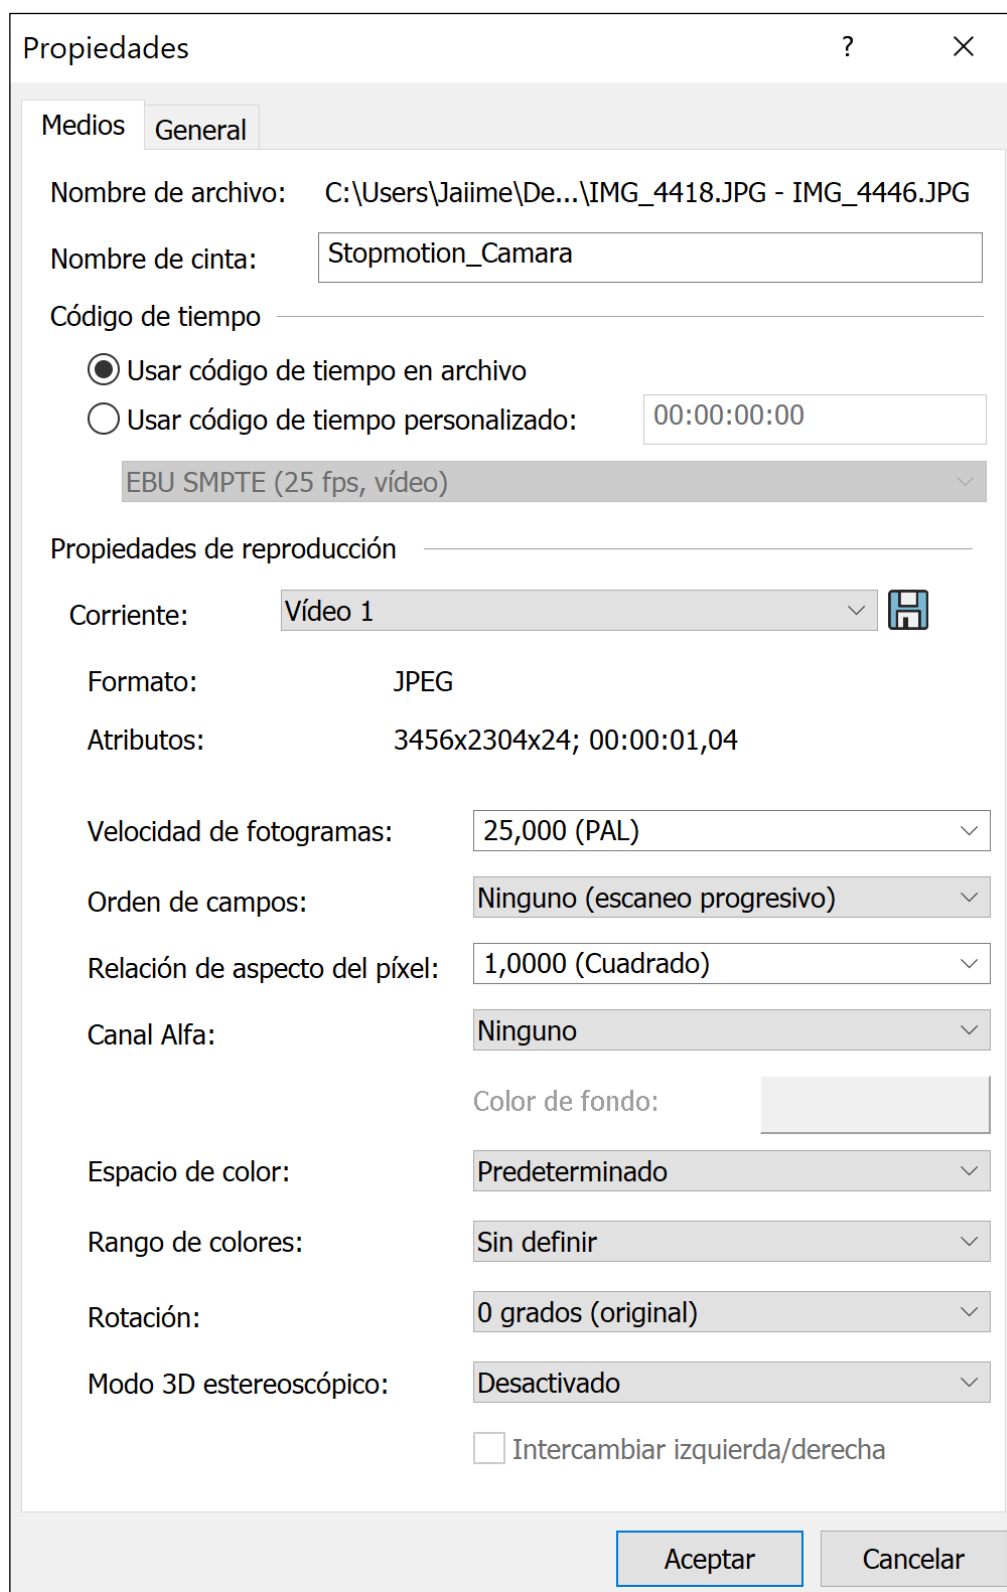 Propiedades
?
Medios
General
Nombre de archivo: C:\Users\Jaiime\De...\IMG_4418.JPG - IMG_4446.JPG
Nombre de cinta: Stopmotion_Camara
Código de tiempo
Usar código de tiempo en archivo
Usar código de tiempo personalizado: 00:00:00:00
EBU SMPTE (25 fps, vídeo)
Propiedades de reproducción
Corriente: Vídeo 1
Formato: JPEG
Atributos: 3456x2304x24; 00:00:01,04
Velocidad de fotogramas: 25,000 (PAL)
Orden de campos: Ninguno (escaneo progresivo)
Relación de aspecto del píxel: 1,0000 (Cuadrado)
Canal Alfa: Ninguno
Color de fondo:
Espacio de color: Predeterminado
Rango de colores: Sin definir
Rotación: 0 grados (original)
Modo 3D estereoscópico: Desactivado
Intercambiar izquierda/derecha
Aceptar
Cancelar